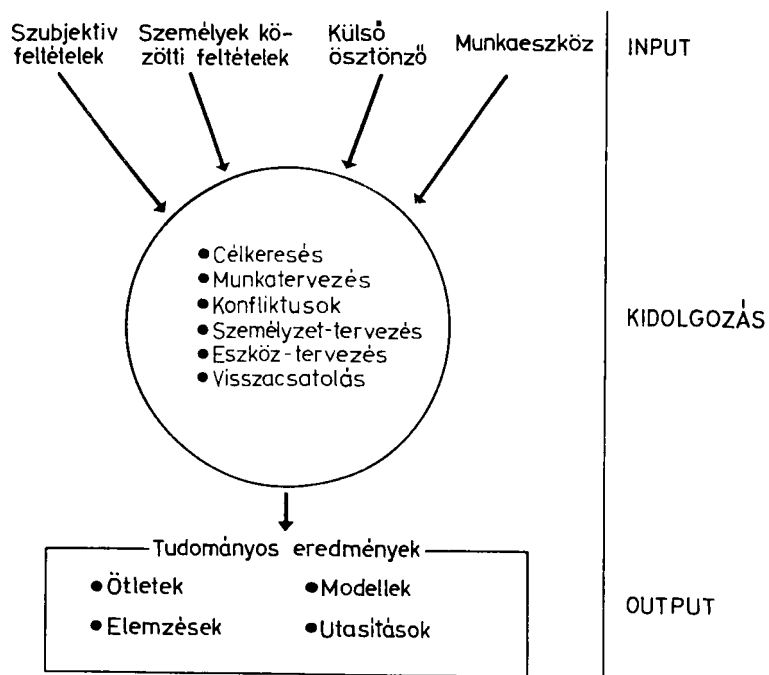 Szubjektiv
feltételek
Személyek kö-
zötti feltételek
Külső
ösztönző
Munkaeszköz
INPUT
● Célkeresés
● Munkatervezés
● Konfliktusok
● Személyzet-tervezés
● Eszköz-tervezés
● Visszacsatolás
KIDOLGOZÁS
Tudományos eredmények
● Ötletek
● Modellek
● Elemzések
● Utasítások
OUTPUT